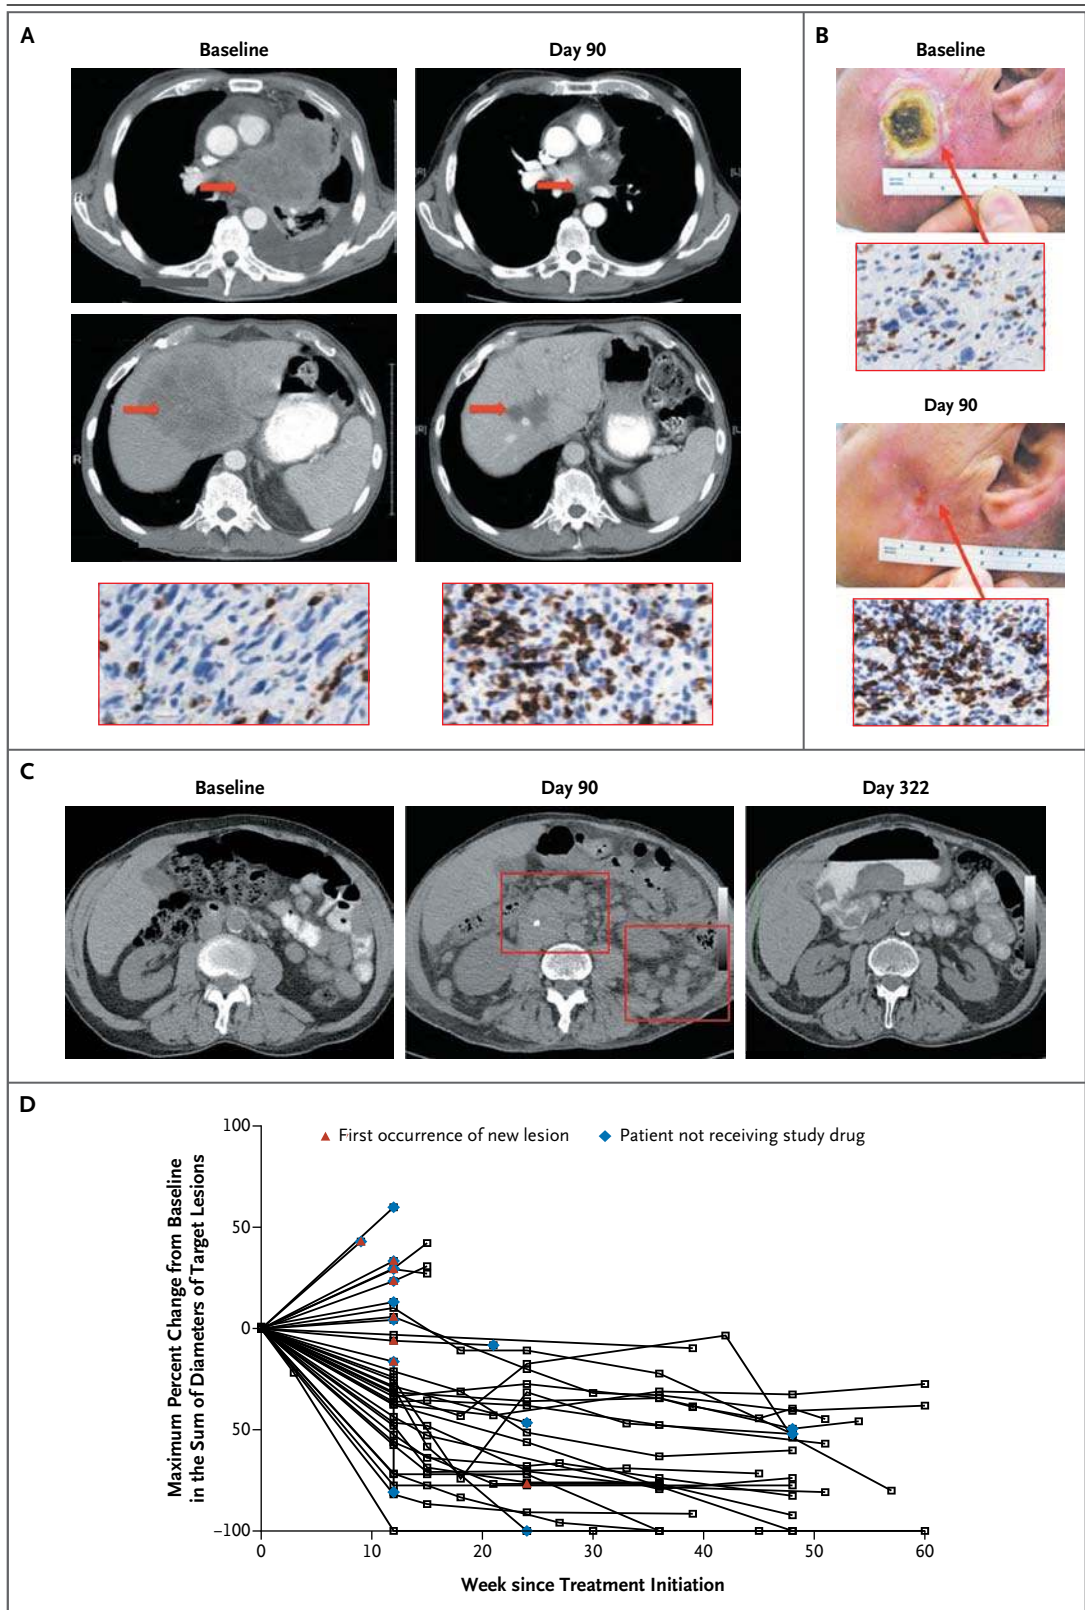 A
Baseline
Day 90
R
[R]
[L]
R
[R]
[L]
B
Baseline
Day 90
C
Baseline
Day 90
Day 322
D
First occurrence of new lesion
Patient not receiving study drug
Maximum Percent Change from Baseline
in the Sum of Diameters of Target Lesions
100
50
0
50
−100
0
10
20
30
40
50
60
Week since Treatment Initiation